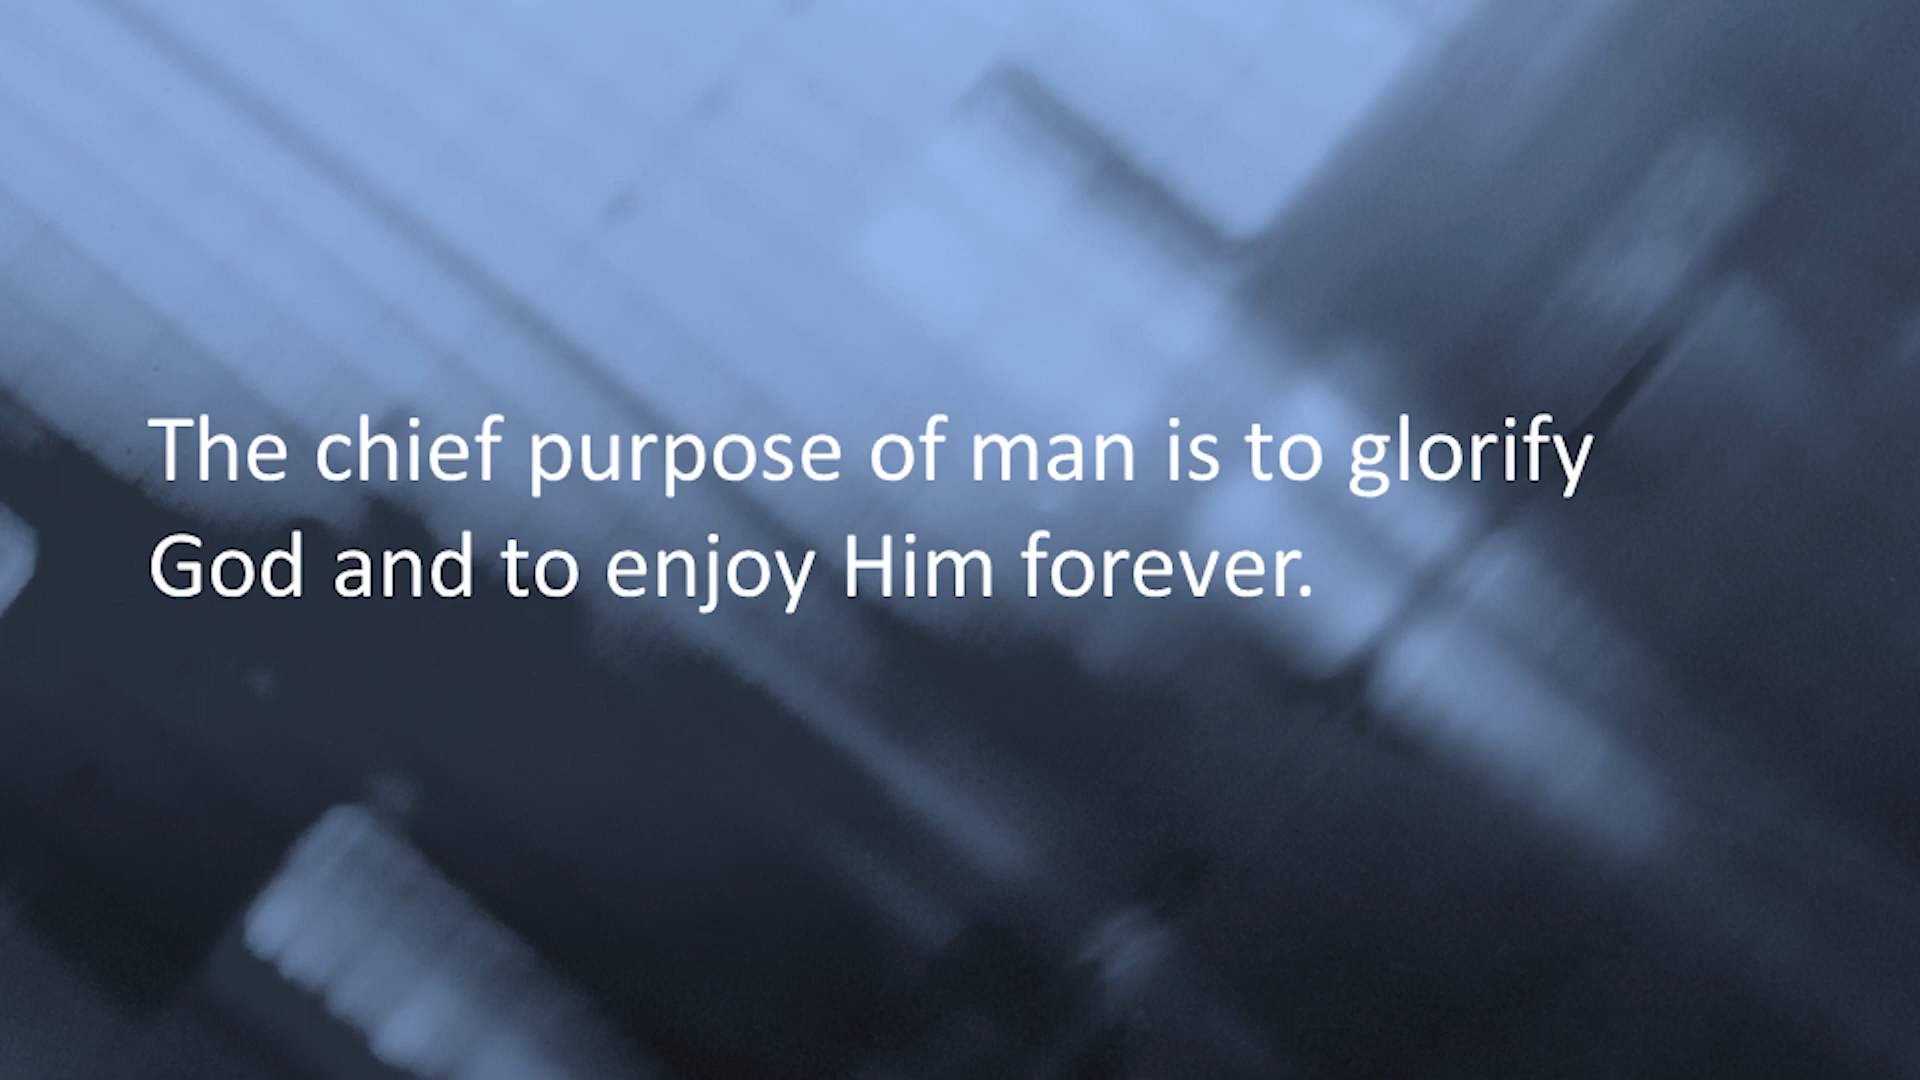 The chief purpose of man is to glorify
God and to enjoy Him forever.